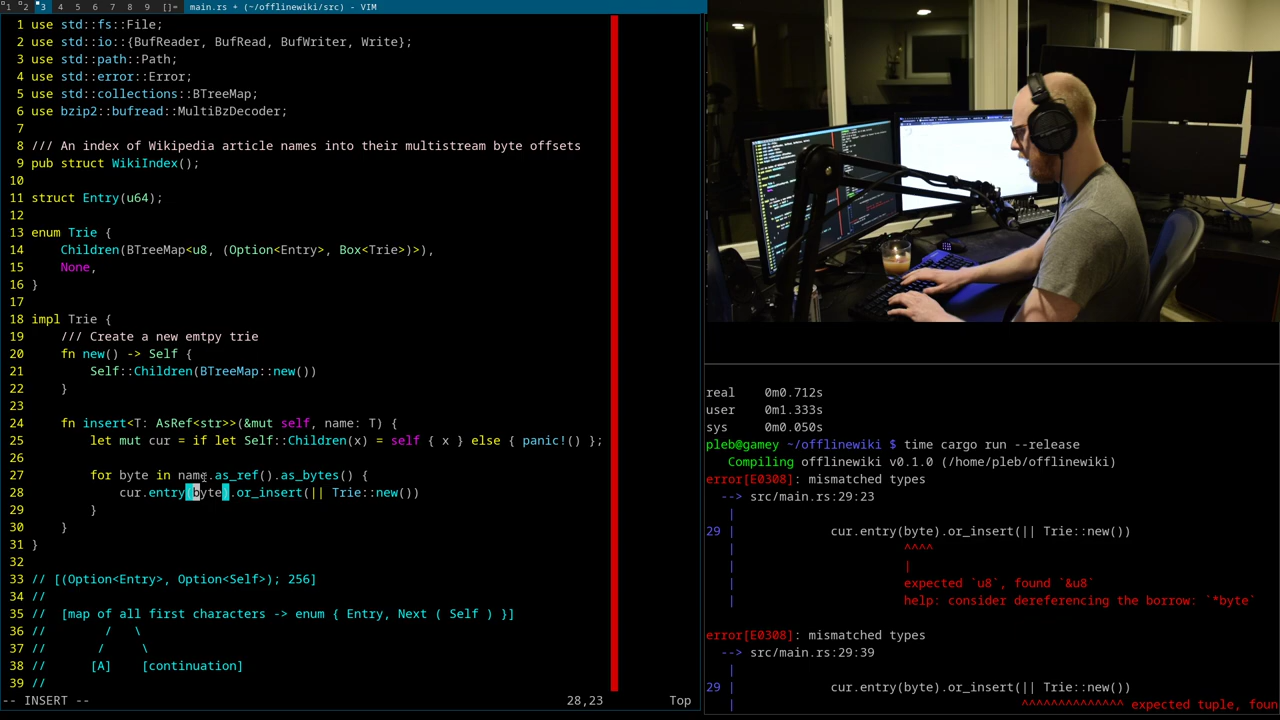 1 2 3 4 5 6 7 8 9 []= main.rs + (~/offlinewiki/src) - VIM
1 use std::fs::File;
2 use std::io::{BufReader, BufRead, BufWriter, Write};
3 use std::path::Path;
4 use std::error::Error;
5 use std::collections::BTreeMap;
6 use bzip2::bufread::MultiBzDecoder;
7
8 /// An index of Wikipedia article names into their multistream byte offsets
9 pub struct WikiIndex();
10
11 struct Entry(u64);
12
13 enum Trie {
14     Children(BTreeMap<u8, (Option<Entry>, Box<Trie>)>),
15     None,
16 }
17
18 impl Trie {
19     /// Create a new emtpy trie
20     fn new() -> Self {
21         Self::Children(BTreeMap::new())
22     }
23
24     fn insert<T: AsRef<str>>(&mut self, name: T) {
25         let mut cur = if let Self::Children(x) = self { x } else { panic!() };
26
27         for byte in name.as_ref().as_bytes() {
28             cur.entry(byte).or_insert(|| Trie::new())
29         }
30     }
31 }
32
33 // [(Option<Entry>, Option<Self>); 256]
34 //
35 //  [map of all first characters -> enum { Entry, Next ( Self ) }]
36 //        /   \
37 //       /     \
38 //      [A]    [continuation]
39 //
-- INSERT -- 28,23 Top
real    0m0.712s
user    0m1.333s
sys     0m0.050s
pleb@gamey ~/offlinewiki $ time cargo run --release
   Compiling offlinewiki v0.1.0 (/home/pleb/offlinewiki)
error[E0308]: mismatched types
  --> src/main.rs:29:23
   |
29 |             cur.entry(byte).or_insert(|| Trie::new())
   |                       ^^^^
   |                       |
   |                       expected `u8`, found `&u8`
   |                       help: consider dereferencing the borrow: `*byte`

error[E0308]: mismatched types
  --> src/main.rs:29:39
   |
29 |             cur.entry(byte).or_insert(|| Trie::new())
   |                                       ^^^^^^^^^^^^^^ expected tuple, foun